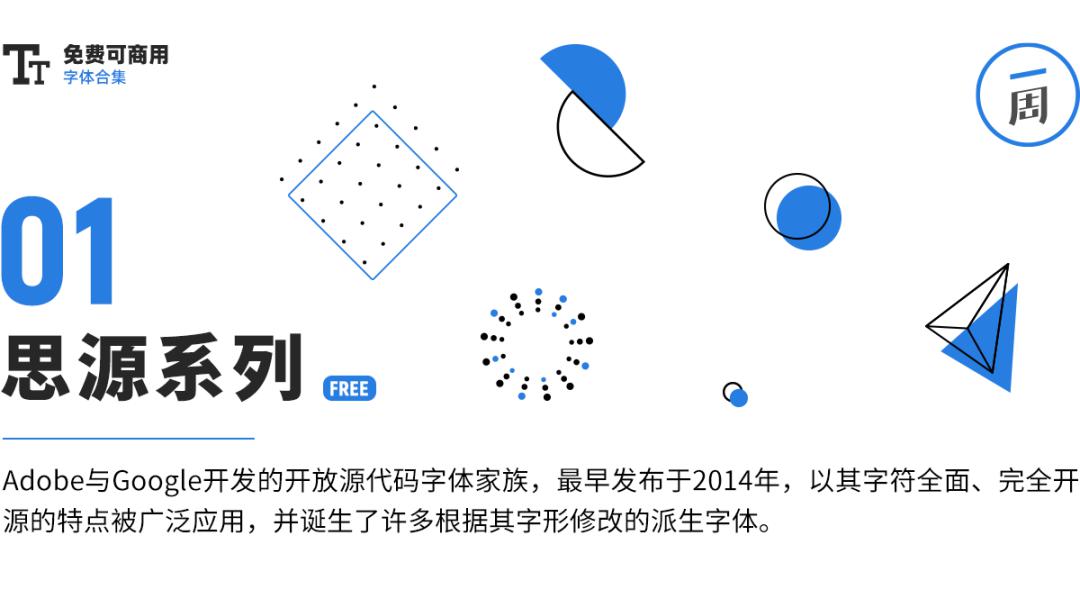 TT
免费可商用
字体合集
一周
01
思源系列
FREE
Adobe与Google开发的开放源代码字体家族，最早发布于2014年，以其字符全面、完全开
源的特点被广泛应用，并诞生了许多根据其字形修改的派生字体。